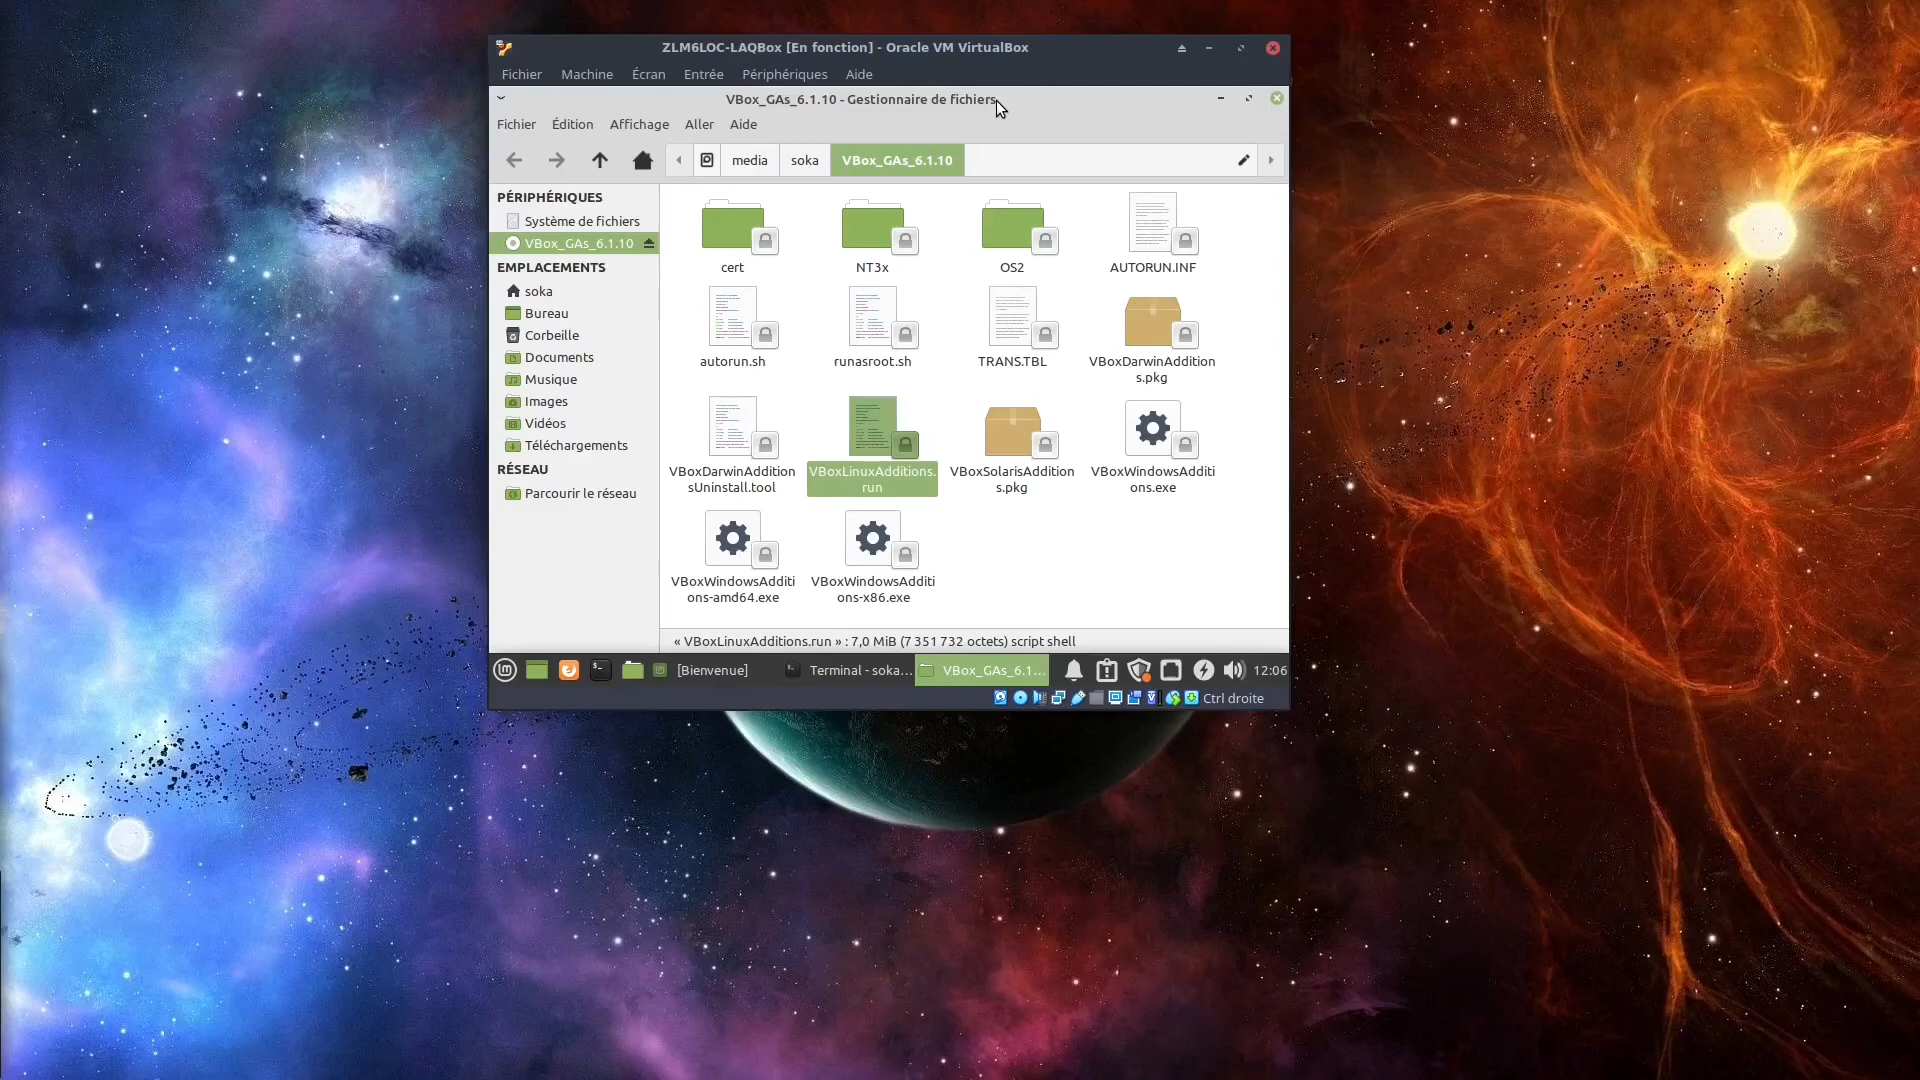 ZLM6LOC-LAQBox [En fonction] - Oracle VM VirtualBox
Fichier Machine Écran Entrée Périphériques Aide
VBox_GAs_6.1.10 - Gestionnaire de fichiers
Fichier Édition Affichage Aller Aide
media soka VBox_GAs_6.1.10
PÉRIPHÉRIQUES
Système de fichiers
VBox_GAs_6.1.10
EMPLACEMENTS
soka
Bureau
Corbeille
Documents
Musique
Images
Vidéos
Téléchargements
RÉSEAU
Parcourir le réseau
cert NT3x OS2 AUTORUN.INF
autorun.sh runasroot.sh TRANS.TBL VBoxDarwinAddition
s.pkg
VBoxDarwinAddition VBoxLinuxAdditions. VBoxSolarisAddition VBoxWindowsAdditi
sUninstall.tool run s.pkg ons.exe
VBoxWindowsAdditi VBoxWindowsAdditi
ons-amd64.exe ons-x86.exe
« VBoxLinuxAdditions.run » : 7,0 MiB (7 351 732 octets) script shell
[Bienvenue] Terminal - soka... VBox_GAs_6.1... 12:06
Ctrl droite